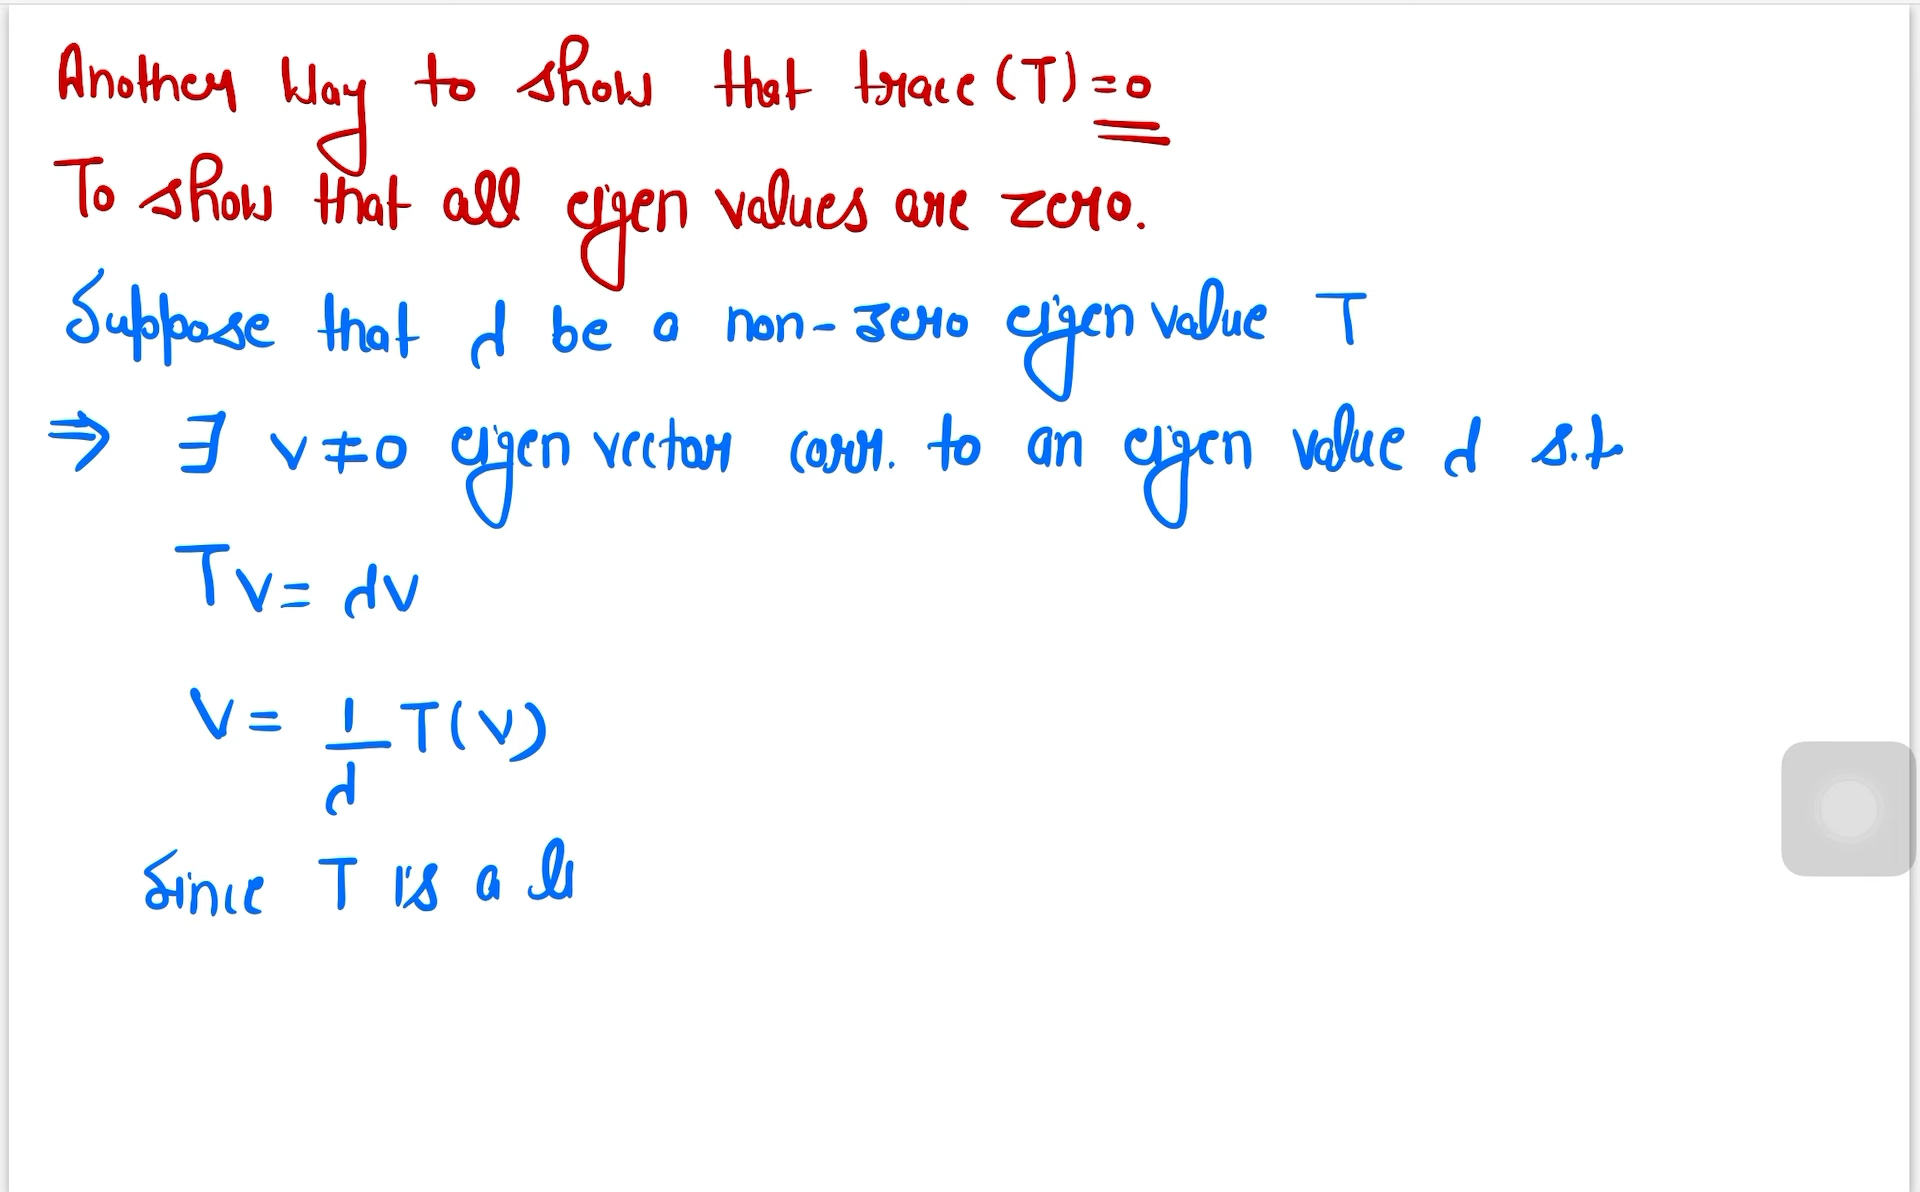 Another way to show that trace (T) = 0
To show that all eigen values are zero.
Suppose that d be a non-zero eigen value T
⇒ ∃ v ≠ 0 eigen vector corr. to an eigen value d s.t
Tv = dv
v = 1/d T(v)
Since T is a li